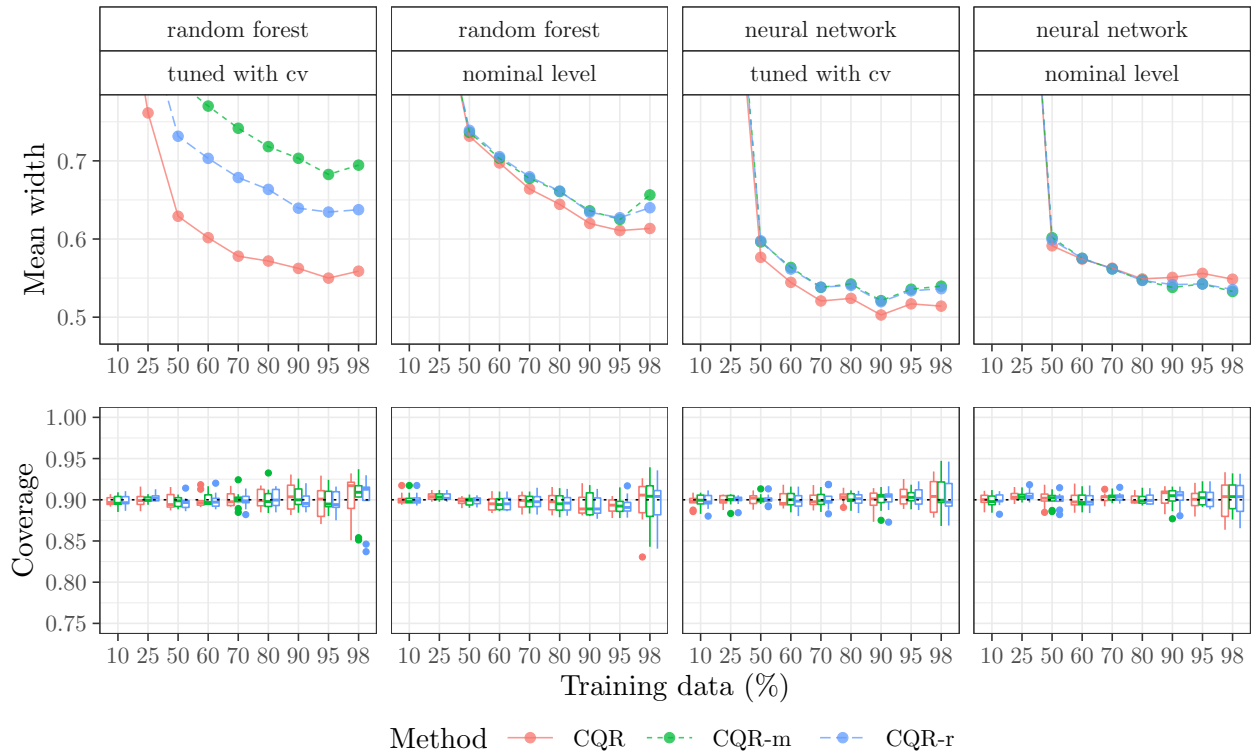 random forest random forest neural network neural network
tuned with cv nominal level tuned with cv nominal level
Mean width
0.7
0.6
0.5
10 25 50 60 70 80 90 95 98 10 25 50 60 70 80 90 95 98 10 25 50 60 70 80 90 95 98 10 25 50 60 70 80 90 95 98
Coverage
1.00
0.95
0.90
0.85
0.80
0.75
10 25 50 60 70 80 90 95 98 10 25 50 60 70 80 90 95 98 10 25 50 60 70 80 90 95 98 10 25 50 60 70 80 90 95 98
Training data (%)
Method CQR CQR-m CQR-r